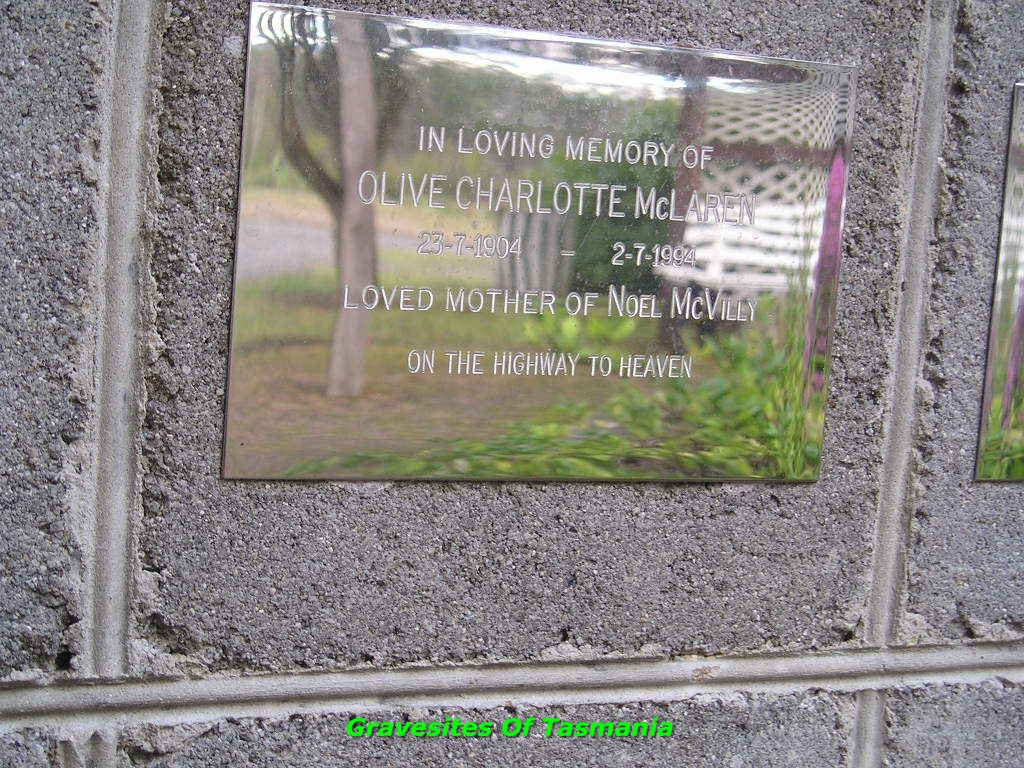 IN LOVING MEMORY OF
OLIVE CHARLOTTE McLAREN
23-7-1904 – 2-7-1994
LOVED MOTHER OF NOEL McVILLY
ON THE HIGHWAY TO HEAVEN
Gravesites Of Tasmania